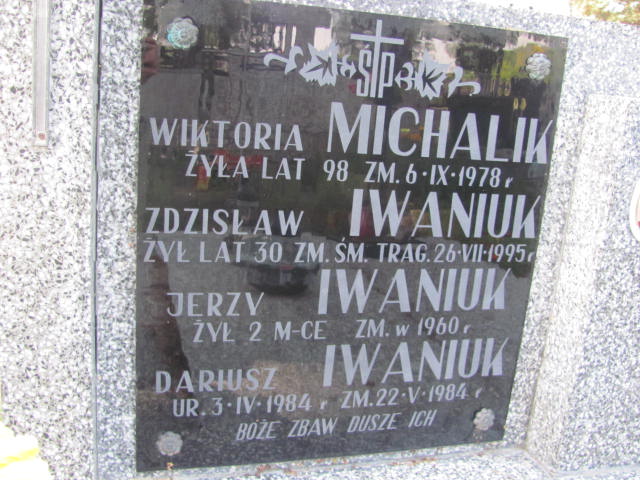 ŚP
WIKTORIA MICHALIK
ŻYŁA LAT 98 ZM. 6·IX·1978 r
ZDZISŁAW IWANIUK
ŻYŁ LAT 30 ZM. ŚM. TRAG. 26·VII·1995 r
JERZY IWANIUK
ŻYŁ 2 M-CE ZM. w 1960 r
DARIUSZ IWANIUK
UR. 3·IV·1984 r ZM. 22·V·1984 r
BOŻE ZBAW DUSZE ICH